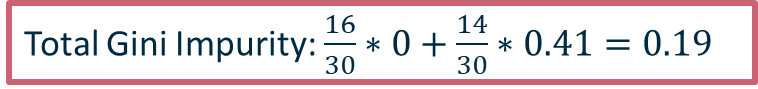 Total Gini Impurity: 16/30 * 0 + 14/30 * 0.41 = 0.19